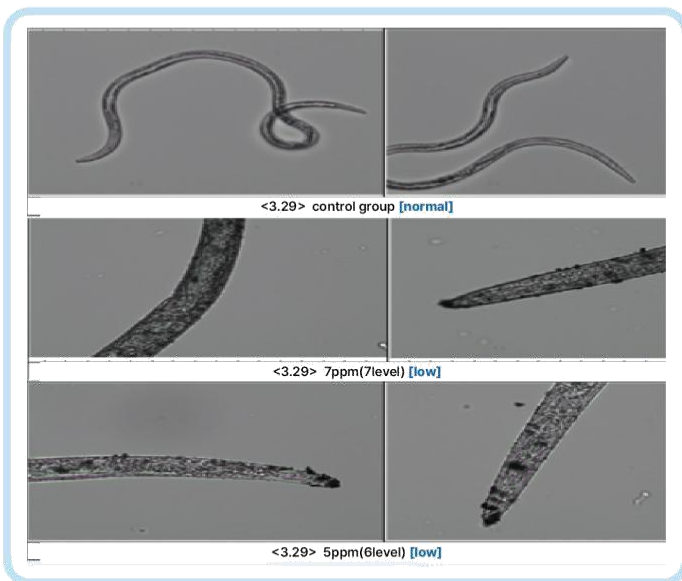 <3.29> control group [normal]
<3.29> 7ppm(7level) [low]
<3.29> 5ppm(6level) [low]